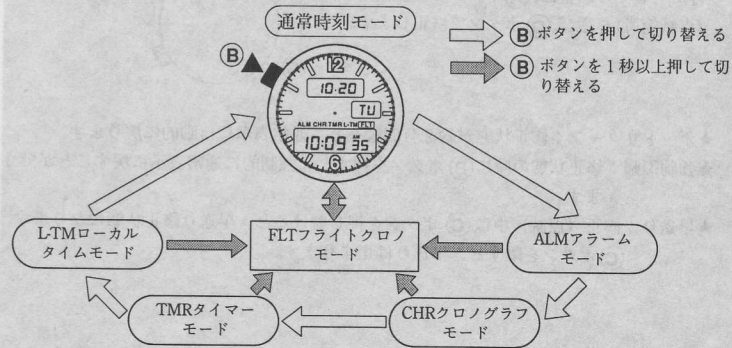 通常時刻モード
Ⓑボタンを押して切り替える
Ⓑボタンを1秒以上押して切
り替える
Ⓑ
12
10-20
TU
ALM CHR TMR L-TM FLT
10:09 AM 35
6
L-TMローカル
タイムモード
FLTフライトクロノ
モード
ALMアラーム
モード
TMRタイマー
モード
CHRクロノグラフ
モード